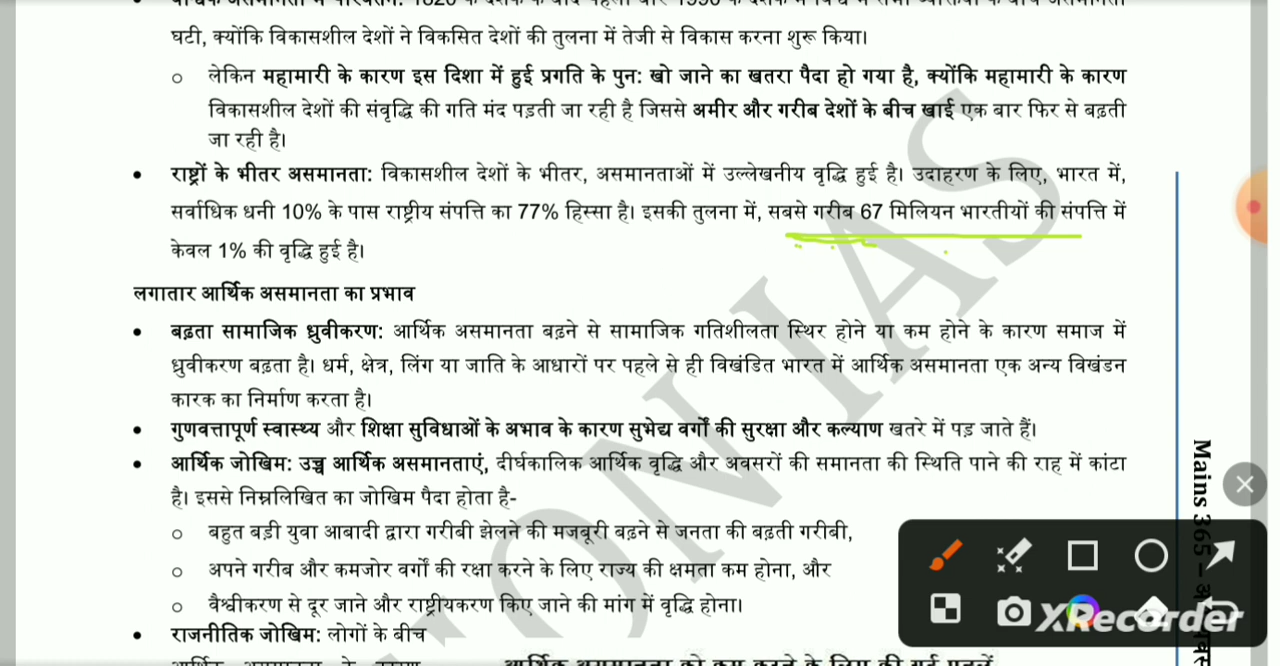 घटी, क्योंकि विकासशील देशों ने विकसित देशों की तुलना में तेजी से विकास करना शुरू किया।
o लेकिन महामारी के कारण इस दिशा में हुई प्रगति के पुन: खो जाने का खतरा पैदा हो गया है, क्योंकि महामारी के कारण
विकासशील देशों की संवृद्धि की गति मंद पड़ती जा रही है जिससे अमीर और गरीब देशों के बीच खाई एक बार फिर से बढ़ती
जा रही है।
• राष्ट्रों के भीतर असमानता: विकासशील देशों के भीतर, असमानताओं में उल्लेखनीय वृद्धि हुई है। उदाहरण के लिए, भारत में,
सर्वाधिक धनी 10% के पास राष्ट्रीय संपत्ति का 77% हिस्सा है। इसकी तुलना में, सबसे गरीब 67 मिलियन भारतीयों की संपत्ति में
केवल 1% की वृद्धि हुई है।
लगातार आर्थिक असमानता का प्रभाव
• बढ़ता सामाजिक ध्रुवीकरण: आर्थिक असमानता बढ़ने से सामाजिक गतिशीलता स्थिर होने या कम होने के कारण समाज में
ध्रुवीकरण बढ़ता है। धर्म, क्षेत्र, लिंग या जाति के आधारों पर पहले से ही विखंडित भारत में आर्थिक असमानता एक अन्य विखंडन
कारक का निर्माण करता है।
• गुणवत्तापूर्ण स्वास्थ्य और शिक्षा सुविधाओं के अभाव के कारण सुभेद्य वर्गों की सुरक्षा और कल्याण खतरे में पड़ जाते हैं।
• आर्थिक जोखिम: उच्च आर्थिक असमानताएं, दीर्घकालिक आर्थिक वृद्धि और अवसरों की समानता की स्थिति पाने की राह में कांटा
है। इससे निम्नलिखित का जोखिम पैदा होता है-
o बहुत बड़ी युवा आबादी द्वारा गरीबी झेलने की मजबूरी बढ़ने से जनता की बढ़ती गरीबी,
o अपने गरीब और कमजोर वर्गों की रक्षा करने के लिए राज्य की क्षमता कम होना, और
o वैश्वीकरण से दूर जाने और राष्ट्रीयकरण किए जाने की मांग में वृद्धि होना।
• राजनीतिक जोखिम: लोगों के बीच
Mains 365 –
XRecorder
ON IAS